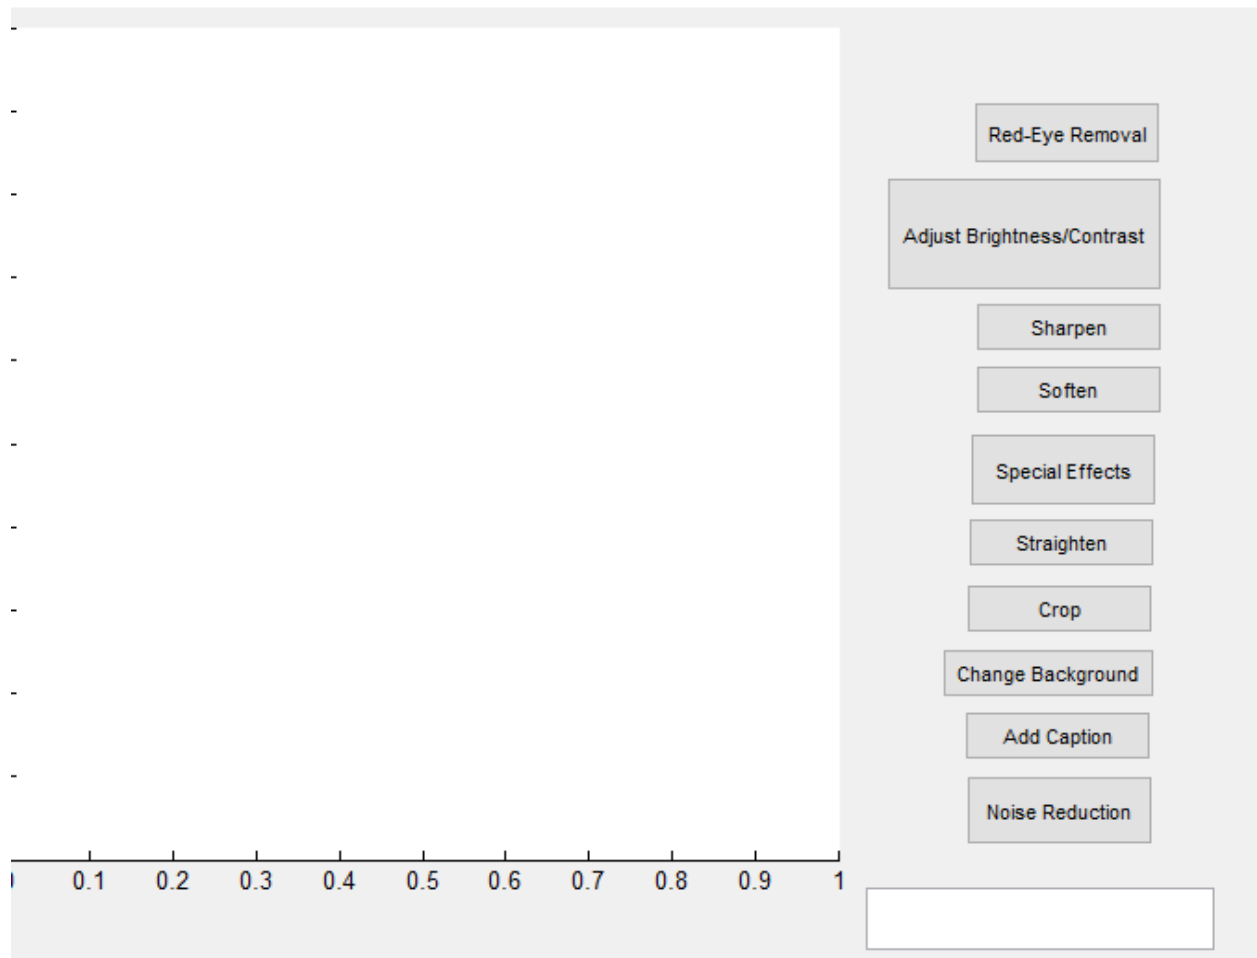 Red-Eye Removal
Adjust Brightness/Contrast
Sharpen
Soften
Special Effects
Straighten
Crop
Change Background
Add Caption
Noise Reduction
0.1 0.2 0.3 0.4 0.5 0.6 0.7 0.8 0.9 1